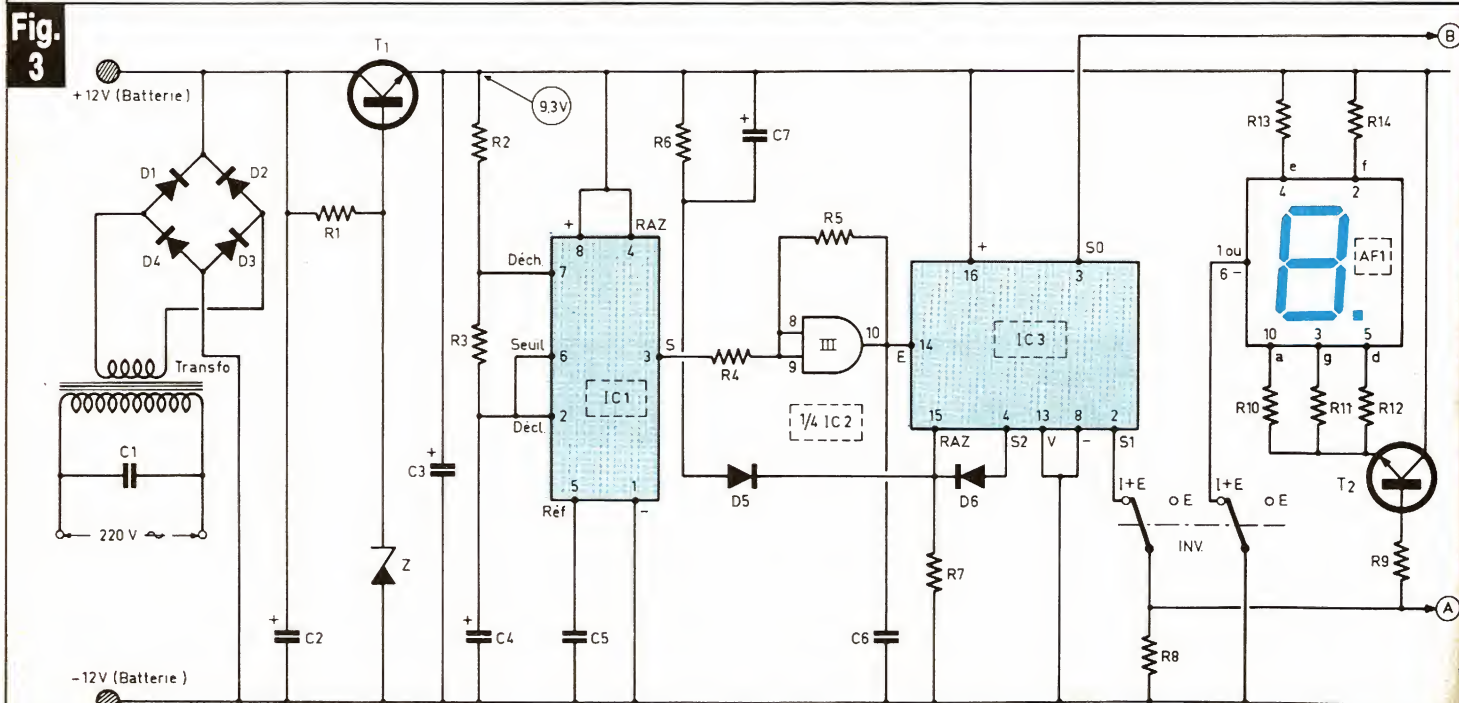 Fig.
3
+12V (Batterie)
T1
9,3V
B
D1
D2
D4
D3
R1
R2
R3
R6
C7
+
+
8
RAZ
4
Déch.
7
Seuil
6
Décl.
2
3
S
IC1
5
Réf
1
-
R4
R5
8
9
III
10
1/4 IC2
E
14
+
16
S0
3
IC3
15
RAZ
4
S2
13
V
8
-
2
S1
R13
R14
e
4
f
2
1 ou
6 -
AF1
10
a
3
g
5
d
R10
R11
R12
T2
R9
A
Transfo
C1
220 V ~
+
C2
Z
+
C3
+
C4
C5
D5
D6
C6
R7
I+E
E
I+E
E
INV.
R8
-12V (Batterie)